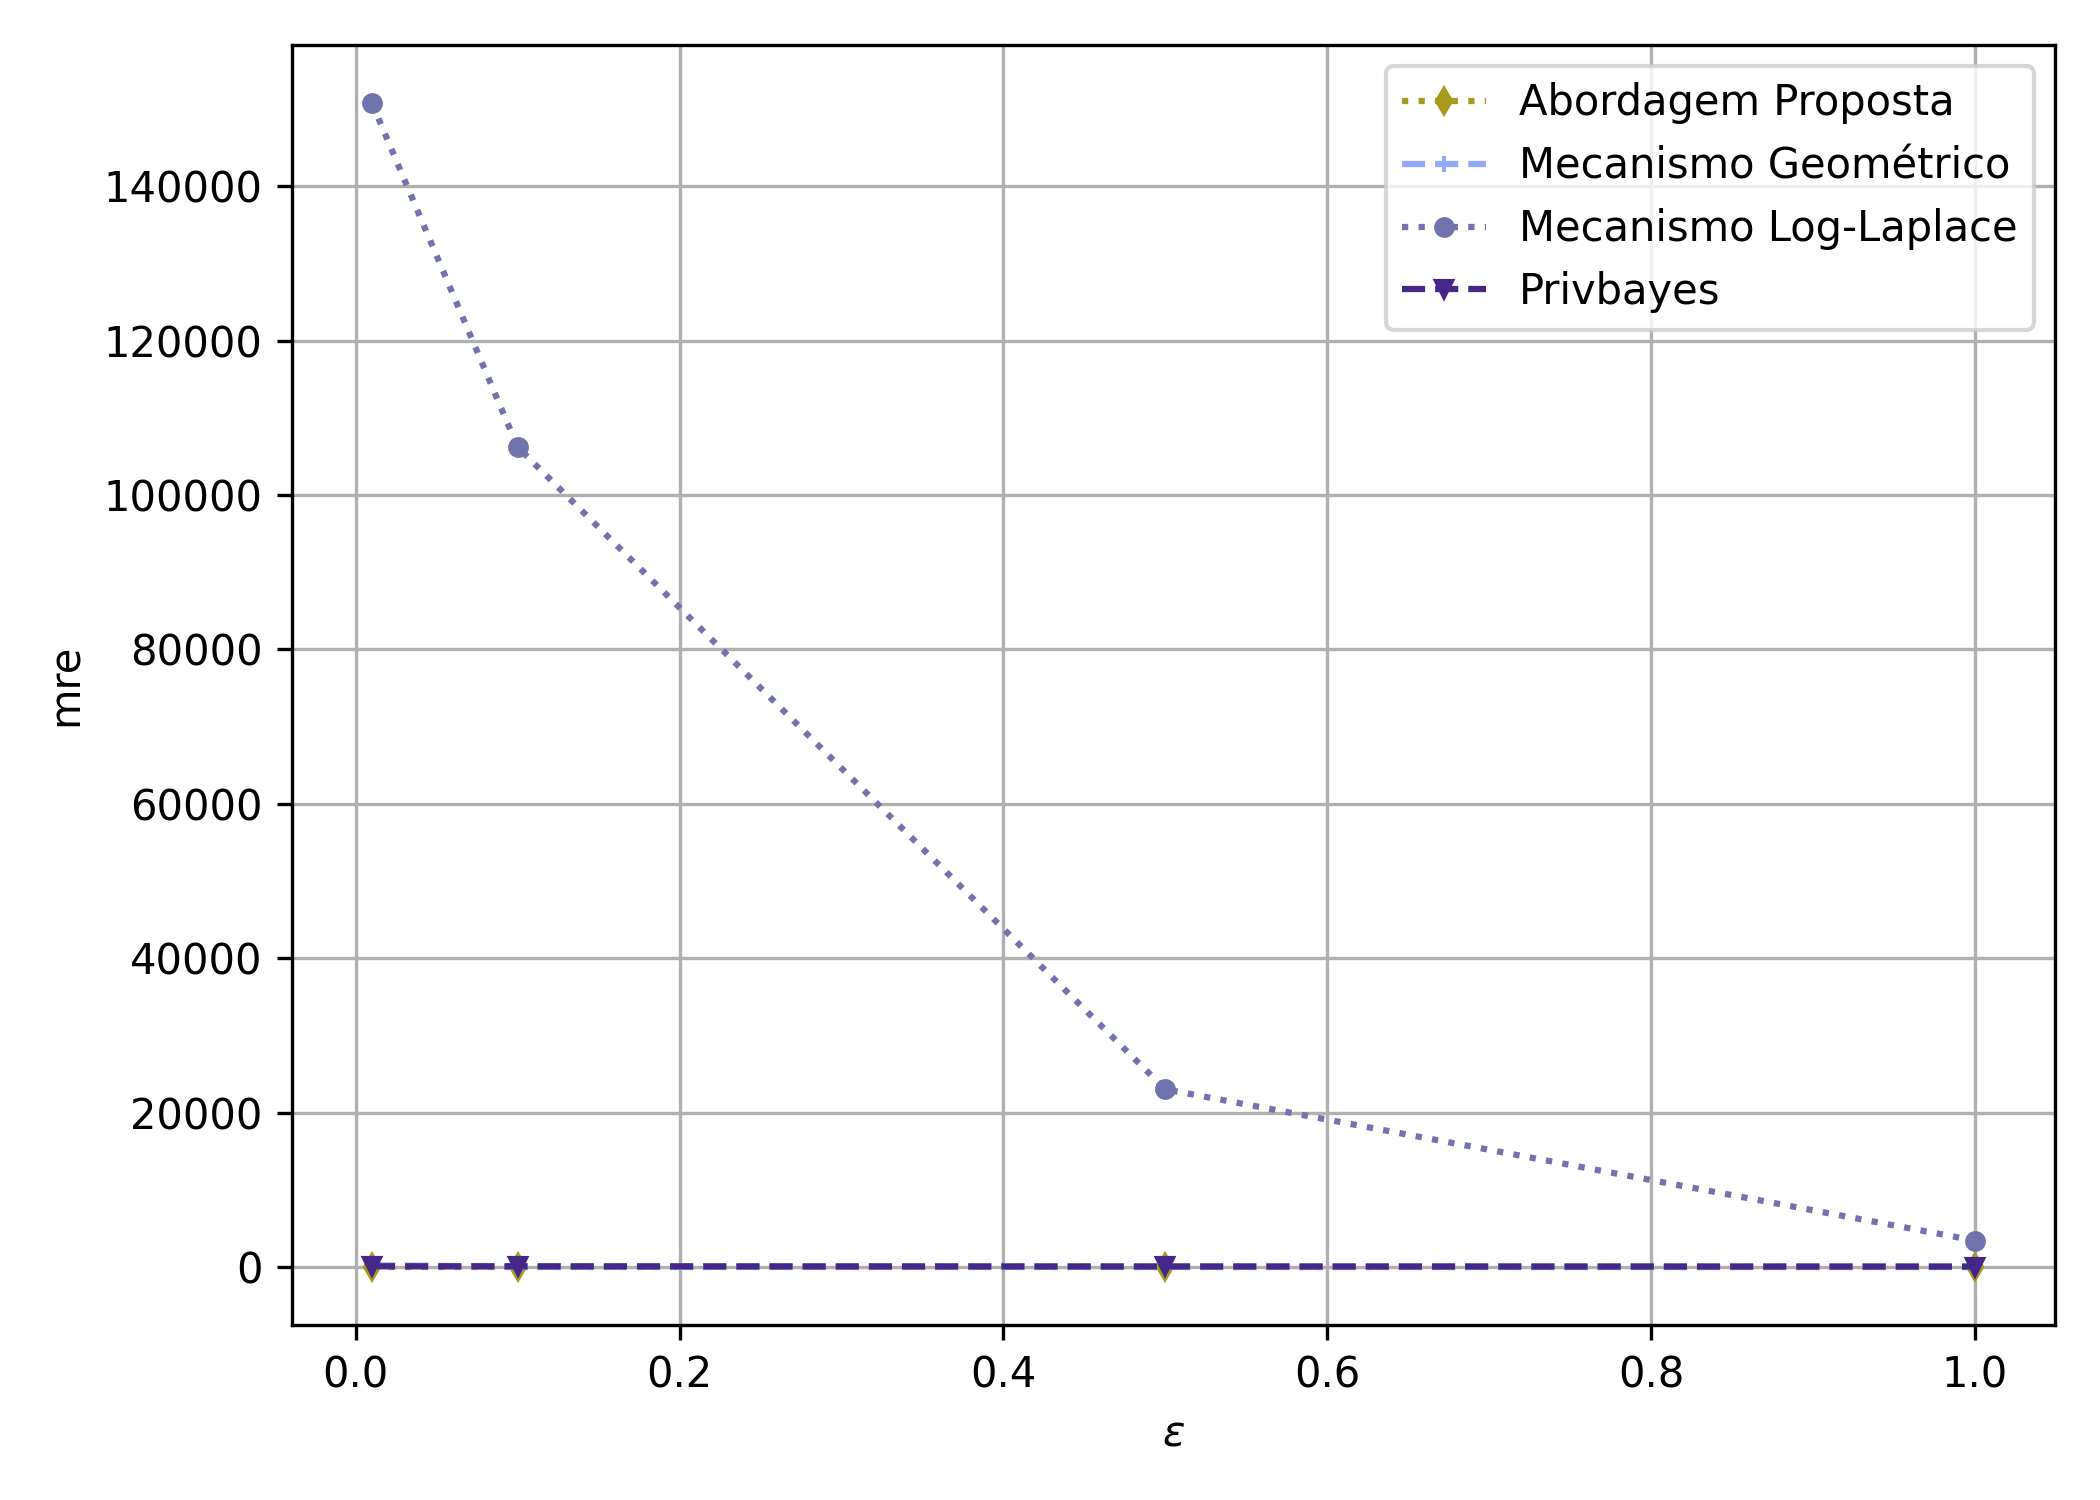 Abordagem Proposta
Mecanismo Geométrico
Mecanismo Log-Laplace
Privbayes
140000
120000
100000
80000
60000
40000
20000
0
mre
0.0 0.2 0.4 0.6 0.8 1.0
ε